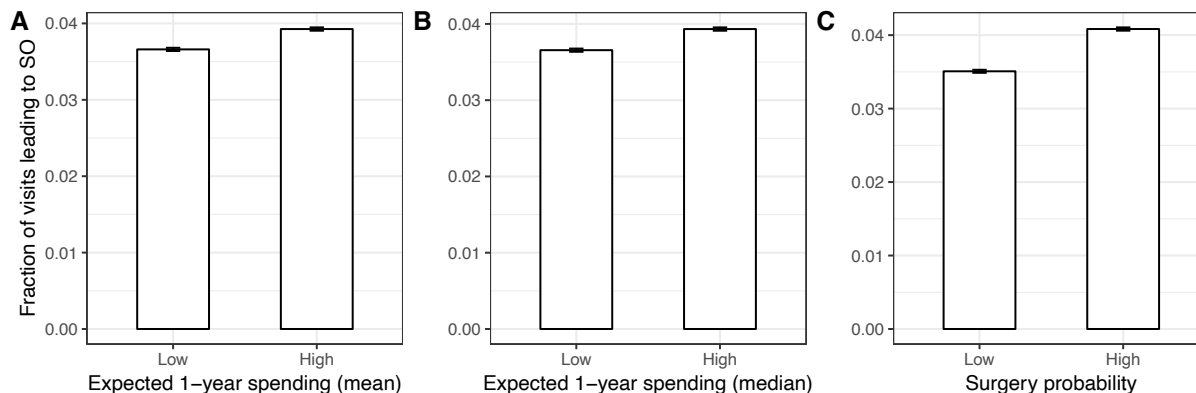 A
Fraction of visits leading to SO
0.04
0.03
0.02
0.01
0.00
Low
High
Expected 1−year spending (mean)
B
0.04
0.03
0.02
0.01
0.00
Low
High
Expected 1−year spending (median)
C
0.04
0.03
0.02
0.01
0.00
Low
High
Surgery probability